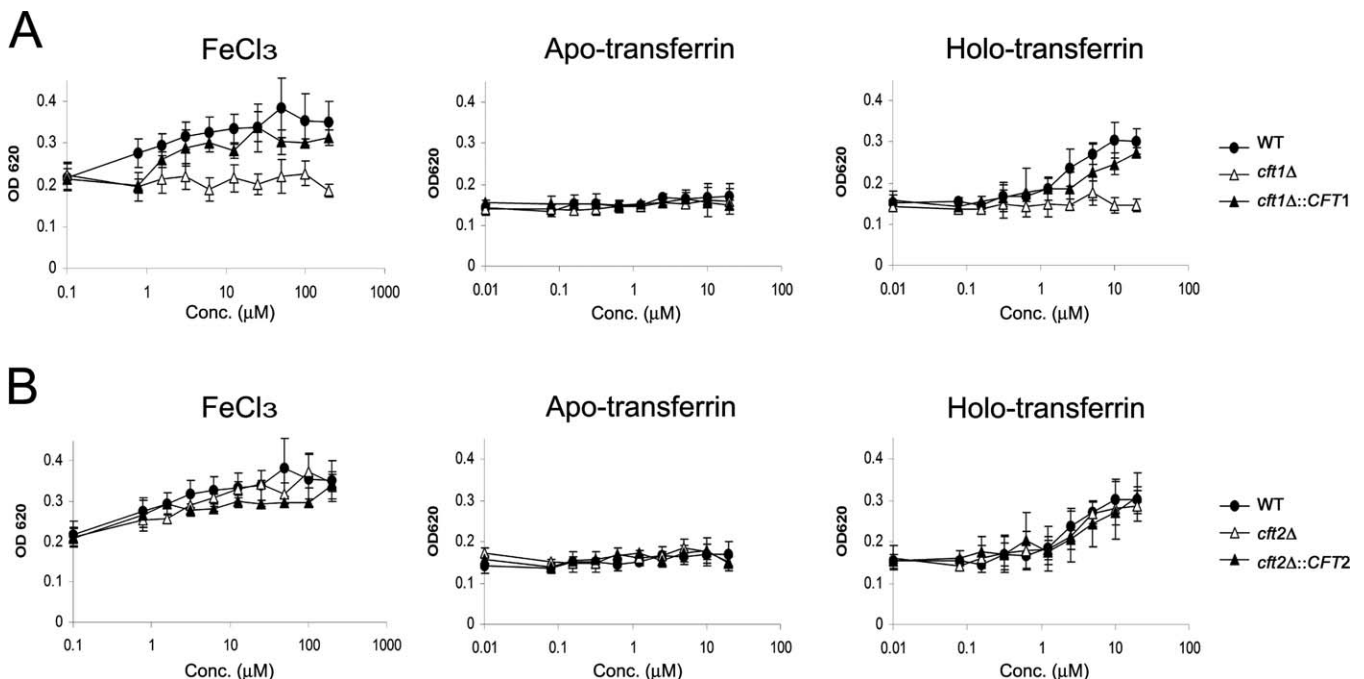 A
FeCl3
Apo-transferrin
Holo-transferrin
OD 620
0.4
0.3
0.2
0.1
0
0.1
1
10
100
1000
Conc. (μM)
OD620
0.4
0.3
0.2
0.1
0
0.01
0.1
1
10
100
Conc. (μM)
OD620
0.4
0.3
0.2
0.1
0
0.01
0.1
1
10
100
Conc. (μM)
WT
cft1Δ
cft1Δ::CFT1
B
FeCl3
Apo-transferrin
Holo-transferrin
OD 620
0.4
0.3
0.2
0.1
0
0.1
1
10
100
1000
Conc. (μM)
OD620
0.4
0.3
0.2
0.1
0
0.01
0.1
1
10
100
Conc. (μM)
OD620
0.4
0.3
0.2
0.1
0
0.01
0.1
1
10
100
Conc. (μM)
WT
cft2Δ
cft2Δ::CFT2